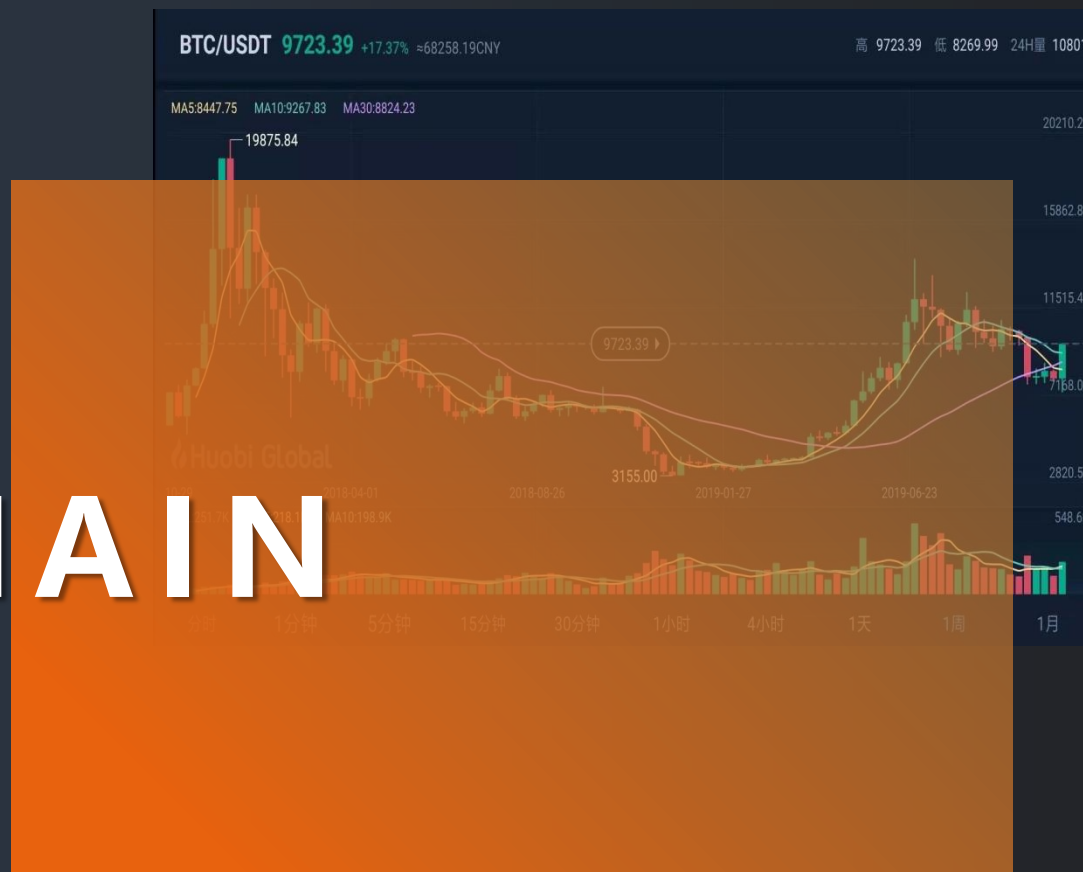 BTC/USDT 9723.39 +17.37% ≈68258.19CNY
高 9723.39 低 8269.99 24H量 10801
MA5:8447.75 MA10:9267.83 MA30:8824.23
20210.2
19875.84
15862.8
11515.4
9723.39
7168.0
Huobi Global
3155.00
2820.5
2018-04-01 2018-08-26 2019-01-27 2019-06-23
MA10:198.9K
548.6
AIN
分时 1分钟 5分钟 15分钟 30分钟 1小时 4小时 1天 1周 1月